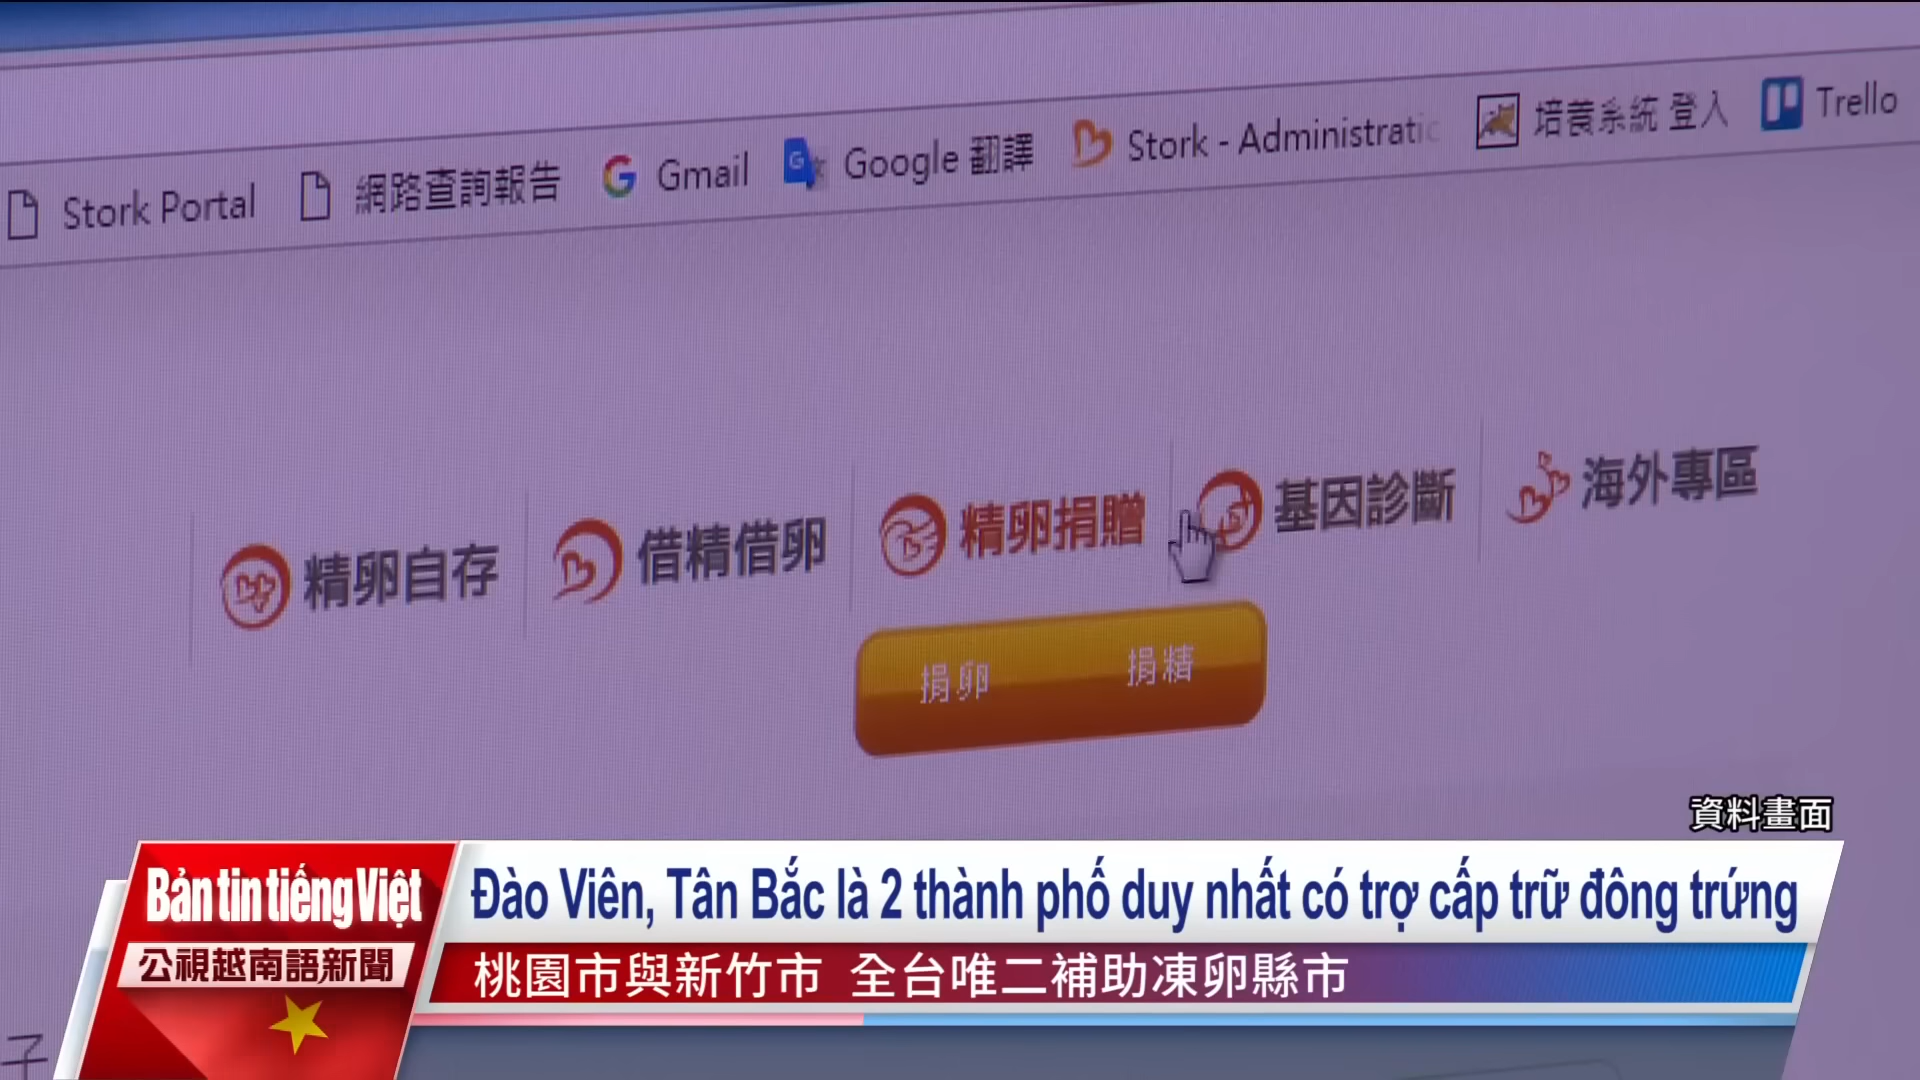 Stork Portal 網路查詢報告 Gmail Google 翻譯 Stork - Administratic 培養系統 登入 Trello
精卵自存 借精借卵 精卵捐贈 基因診斷 海外專區
捐卵 捐精
資料畫面
Bản tin tiếng Việt
公視越南語新聞
Đào Viên, Tân Bắc là 2 thành phố duy nhất có trợ cấp trữ đông trứng
桃園市與新竹市 全台唯二補助凍卵縣市
子